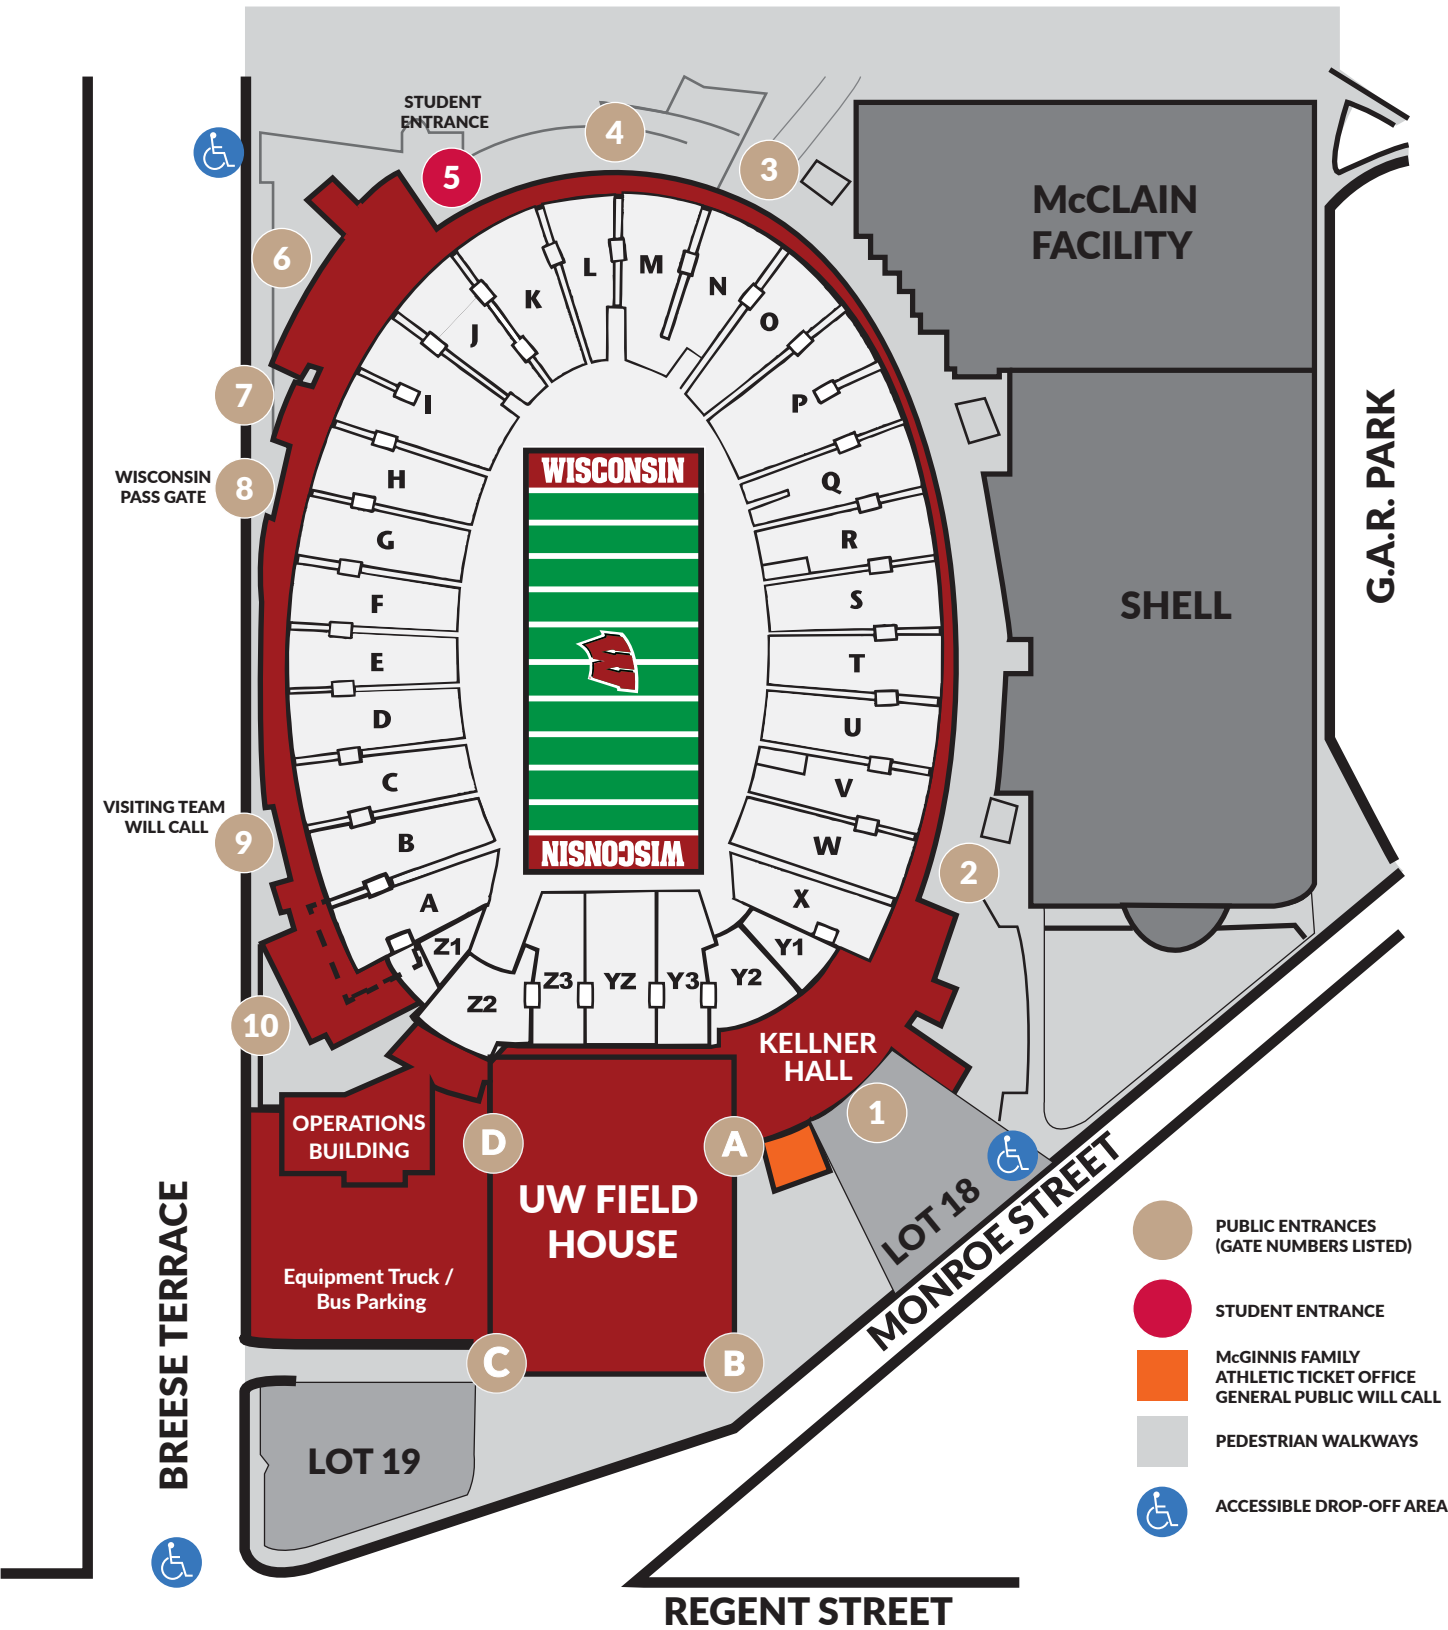 STUDENT
ENTRANCE
4
3
5
6
7
WISCONSIN
PASS GATE
8
VISITING TEAM
WILL CALL
9
10
2
1
McCLAIN
FACILITY
SHELL
G.A.R. PARK
A
B
C
D
E
F
G
H
I
J
K
L
M
N
O
P
Q
R
S
T
U
V
W
X
Y1
Y2
Y3
YZ
Z3
Z2
Z1
WISCONSIN
W
WISCONSIN
KELLNER
HALL
OPERATIONS
BUILDING
D
A
UW FIELD
HOUSE
C
B
Equipment Truck /
Bus Parking
LOT 18
LOT 19
BREESE TERRACE
MONROE STREET
REGENT STREET
PUBLIC ENTRANCES
(GATE NUMBERS LISTED)
STUDENT ENTRANCE
McGINNIS FAMILY
ATHLETIC TICKET OFFICE
GENERAL PUBLIC WILL CALL
PEDESTRIAN WALKWAYS
ACCESSIBLE DROP-OFF AREA